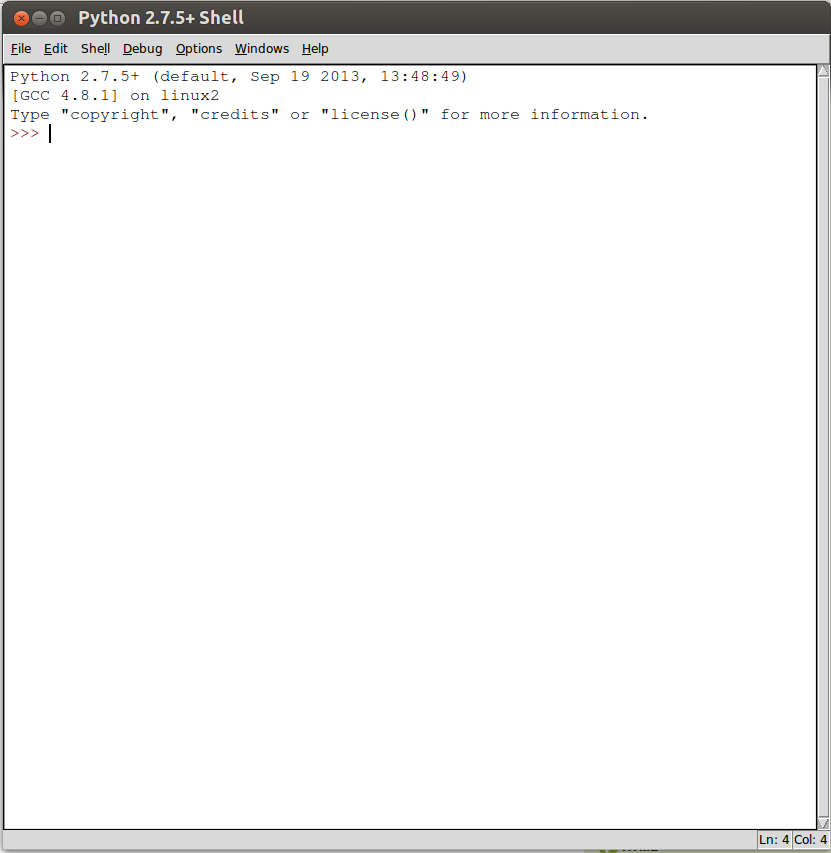 Python 2.7.5+ Shell
File Edit Shell Debug Options Windows Help
Python 2.7.5+ (default, Sep 19 2013, 13:48:49)
[GCC 4.8.1] on linux2
Type "copyright", "credits" or "license()" for more information.
>>>
Ln: 4 Col: 4